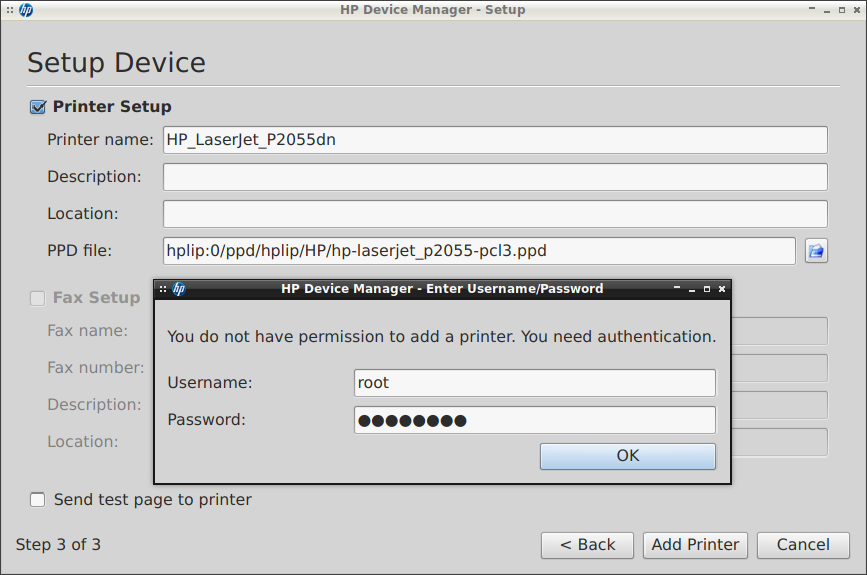 HP Device Manager - Setup
Setup Device
Printer Setup
Printer name: HP_LaserJet_P2055dn
Description:
Location:
PPD file: hplip:0/ppd/hplip/HP/hp-laserjet_p2055-pcl3.ppd
HP Device Manager - Enter Username/Password
Fax Setup
You do not have permission to add a printer. You need authentication.
Fax name:
Fax number:
Description:
Location:
Username: root
Password: ●●●●●●●●
OK
Send test page to printer
Step 3 of 3
< Back
Add Printer
Cancel